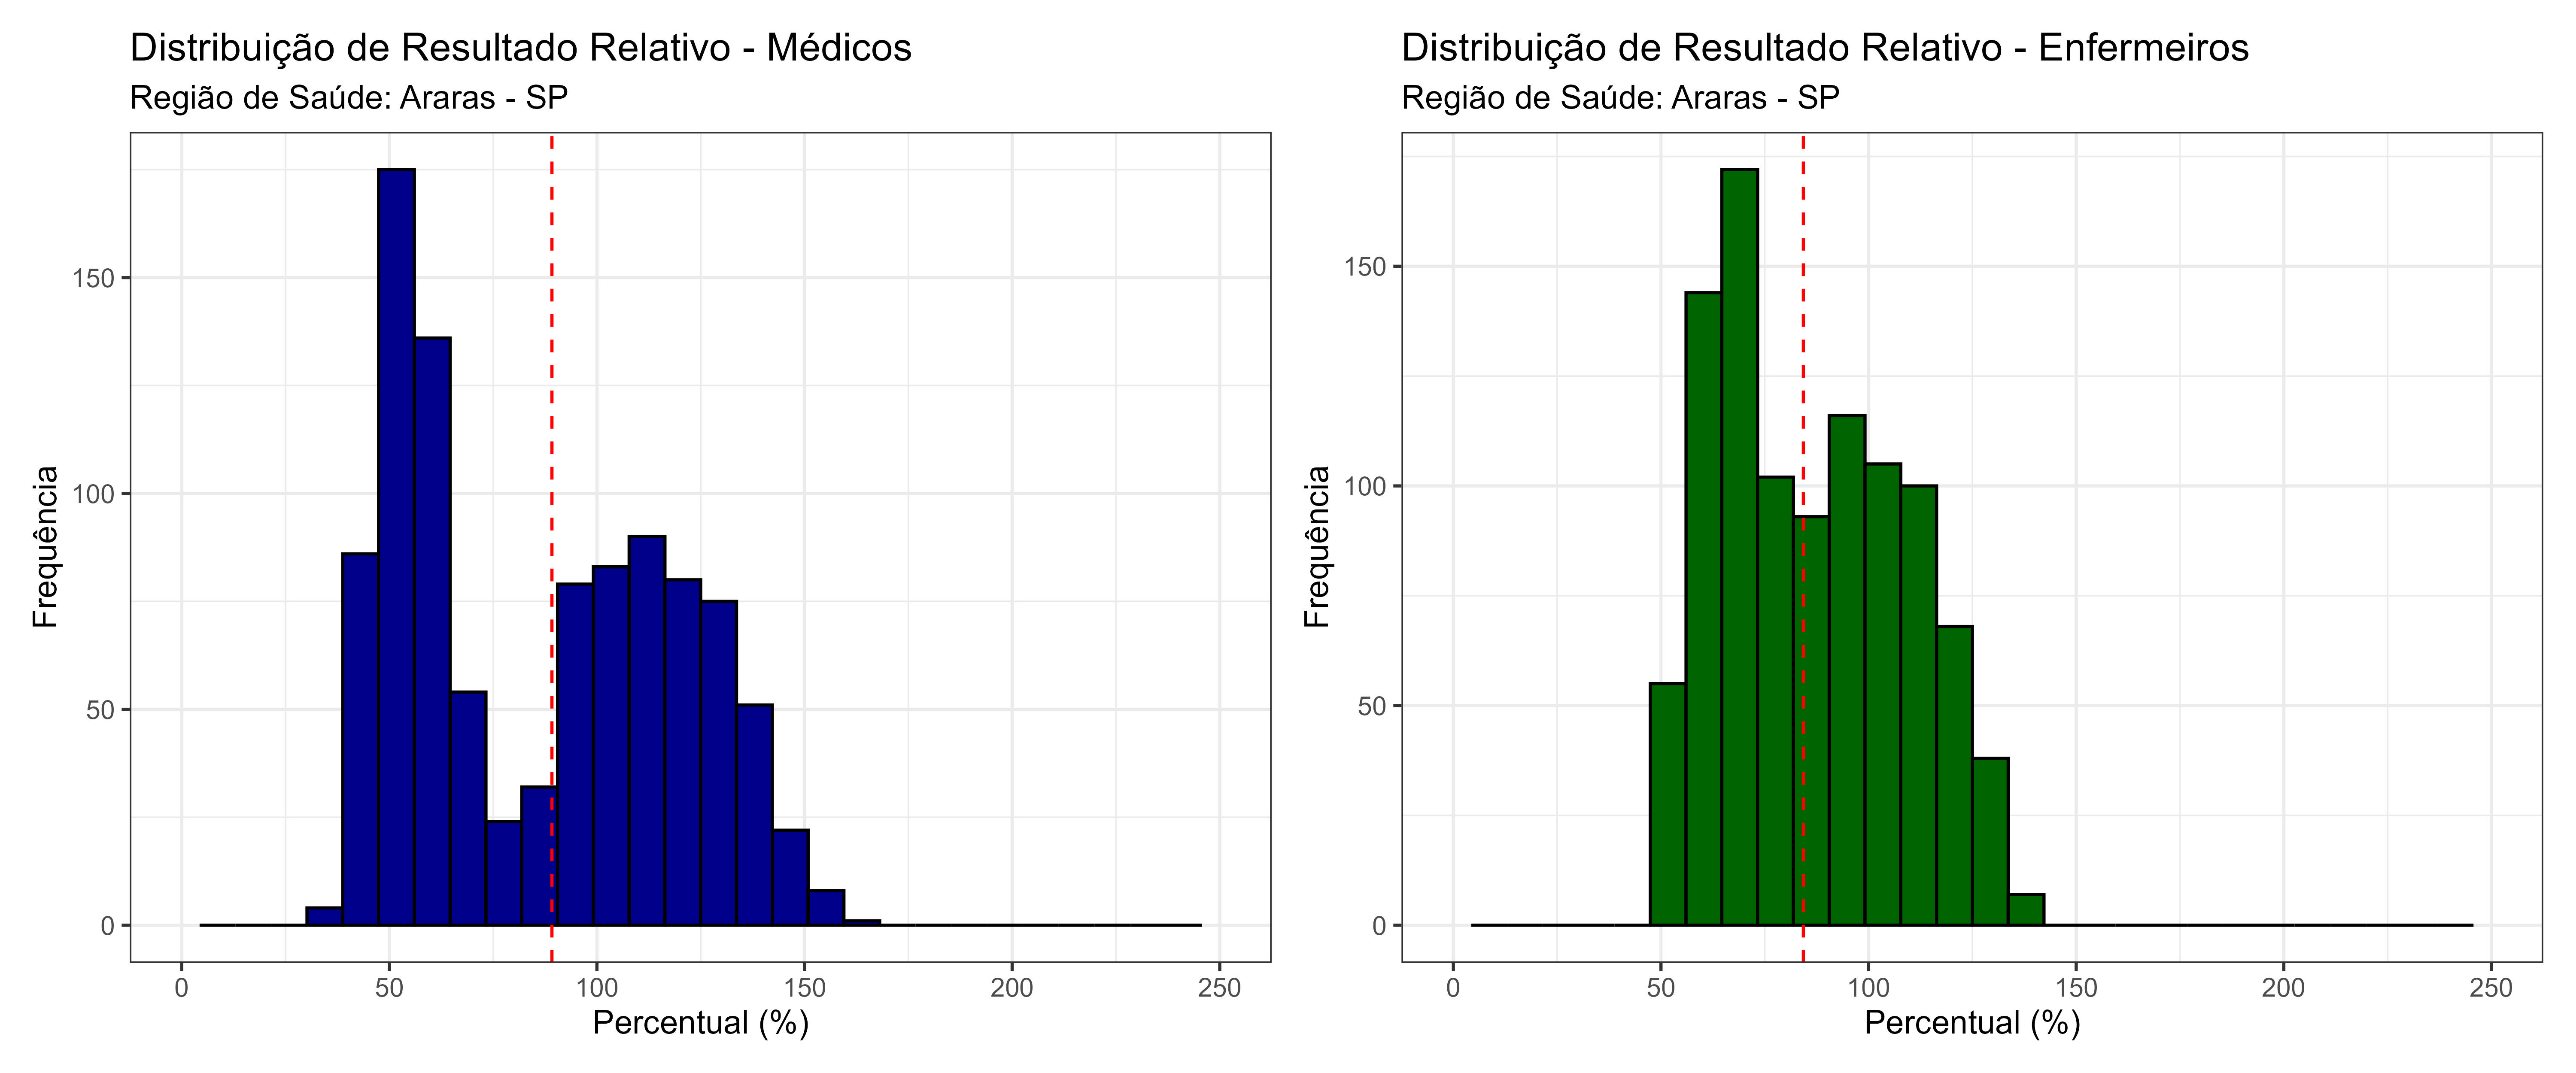 Distribuição de Resultado Relativo - Médicos
Região de Saúde: Araras - SP
Frequência
150
100
50
0
0 50 100 150 200 250
Percentual (%)
Distribuição de Resultado Relativo - Enfermeiros
Região de Saúde: Araras - SP
Frequência
150
100
50
0
0 50 100 150 200 250
Percentual (%)